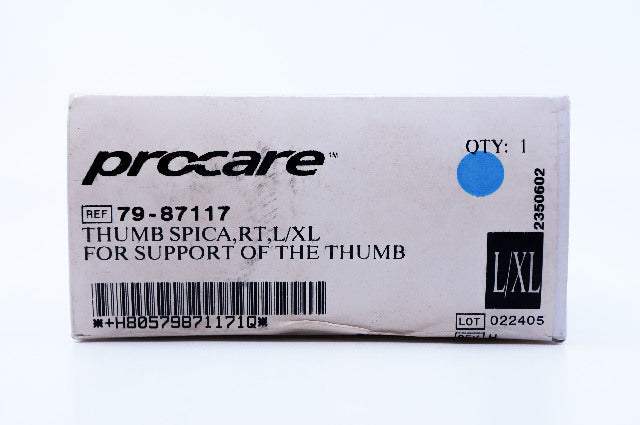 procare™
QTY: 1
REF 79-87117
THUMB SPICA,RT,L/XL
FOR SUPPORT OF THE THUMB
2350602
L/XL
*+H80579871171Q*
LOT 022405